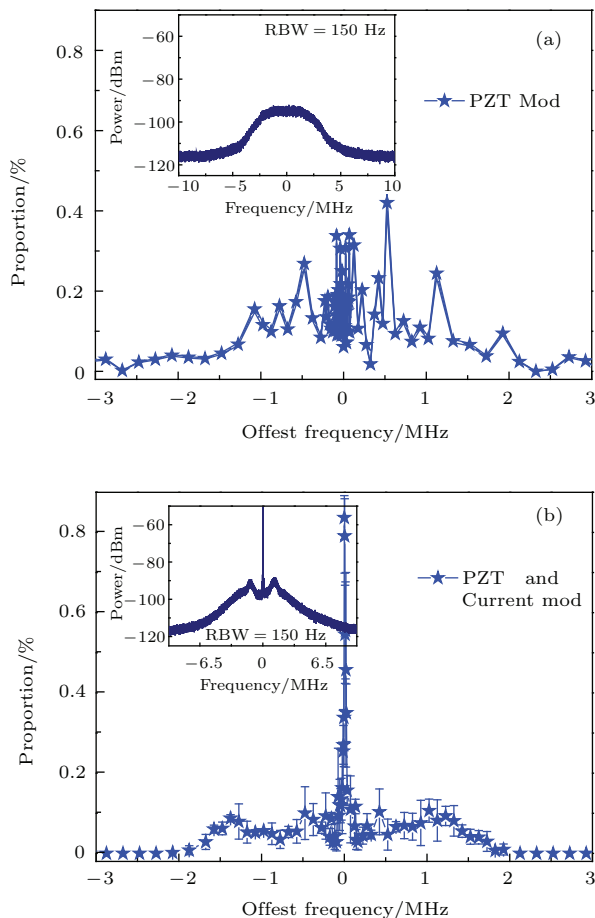 (a)
RBW = 150 Hz
PZT Mod
Power/dBm
−60
−80
−100
−120
−10
−5
0
5
10
Frequency/MHz
Proportion/%
0.8
0.6
0.4
0.2
0
−3
−2
−1
0
1
2
3
Offest frequency/MHz
(b)
PZT and
Current mod
Power/dBm
−60
−80
−100
−120
RBW = 150 Hz
−6.5
0
6.5
Frequency/MHz
Proportion/%
0.8
0.6
0.4
0.2
0
−3
−2
−1
0
1
2
3
Offest frequency/MHz